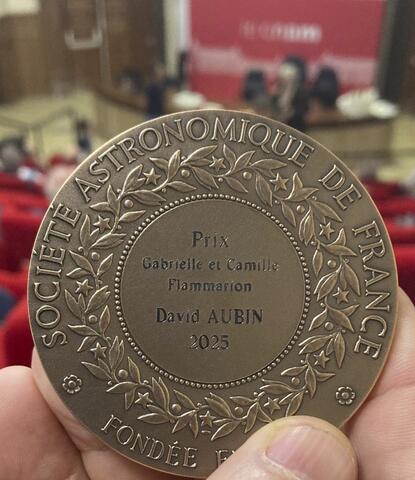 SOCIÉTÉ ASTRONOMIQUE DE FRANCE
Prix
Gabrielle et Camille
Flammarion
David AUBIN
2025
FONDÉE